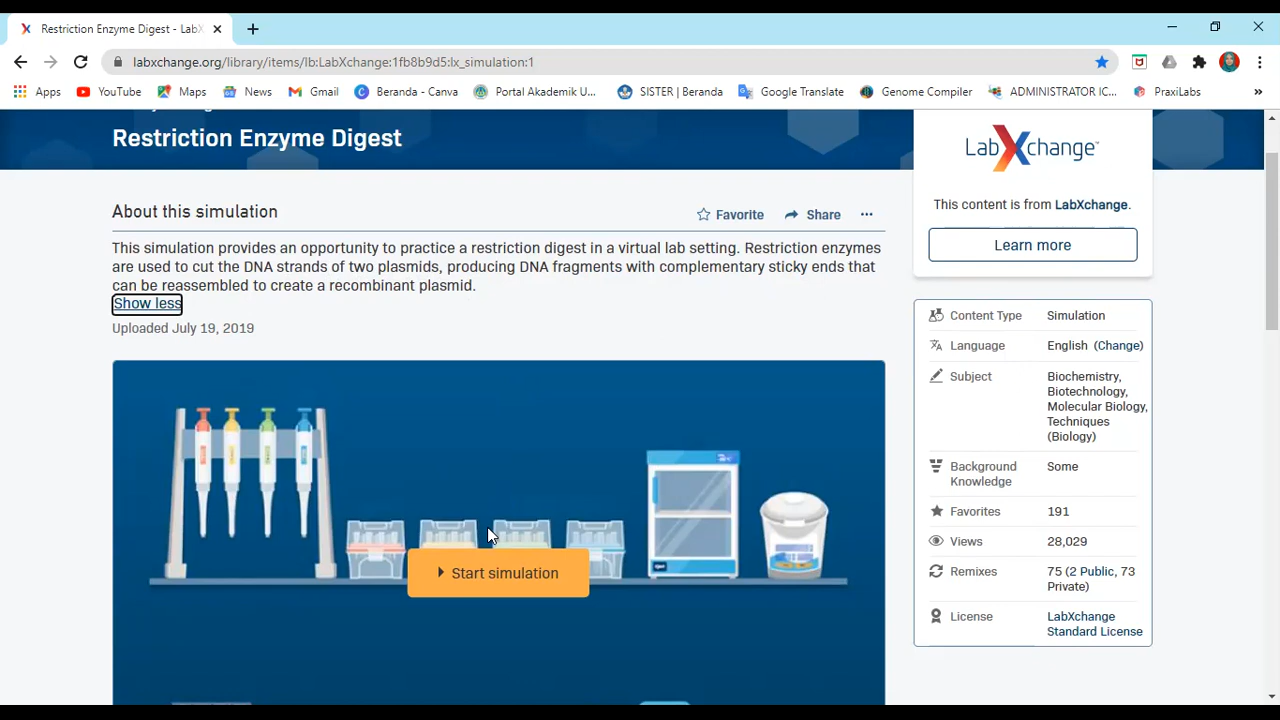 Restriction Enzyme Digest - LabX
labxchange.org/library/items/lb:LabXchange:1fb8b9d5:lx_simulation:1
Apps YouTube Maps News Gmail Beranda - Canva Portal Akademik U... SISTER | Beranda Google Translate Genome Compiler ADMINISTRATOR IC... PraxiLabs »
Restriction Enzyme Digest
About this simulation
Favorite Share ...
This simulation provides an opportunity to practice a restriction digest in a virtual lab setting. Restriction enzymes
are used to cut the DNA strands of two plasmids, producing DNA fragments with complementary sticky ends that
can be reassembled to create a recombinant plasmid.
Show less
Uploaded July 19, 2019
Start simulation
LabXchange™
This content is from LabXchange.
Learn more
Content Type Simulation
Language English (Change)
Subject Biochemistry,
Biotechnology,
Molecular Biology,
Techniques
(Biology)
Background Some
Knowledge
Favorites 191
Views 28,029
Remixes 75 (2 Public, 73
Private)
License LabXchange
Standard License